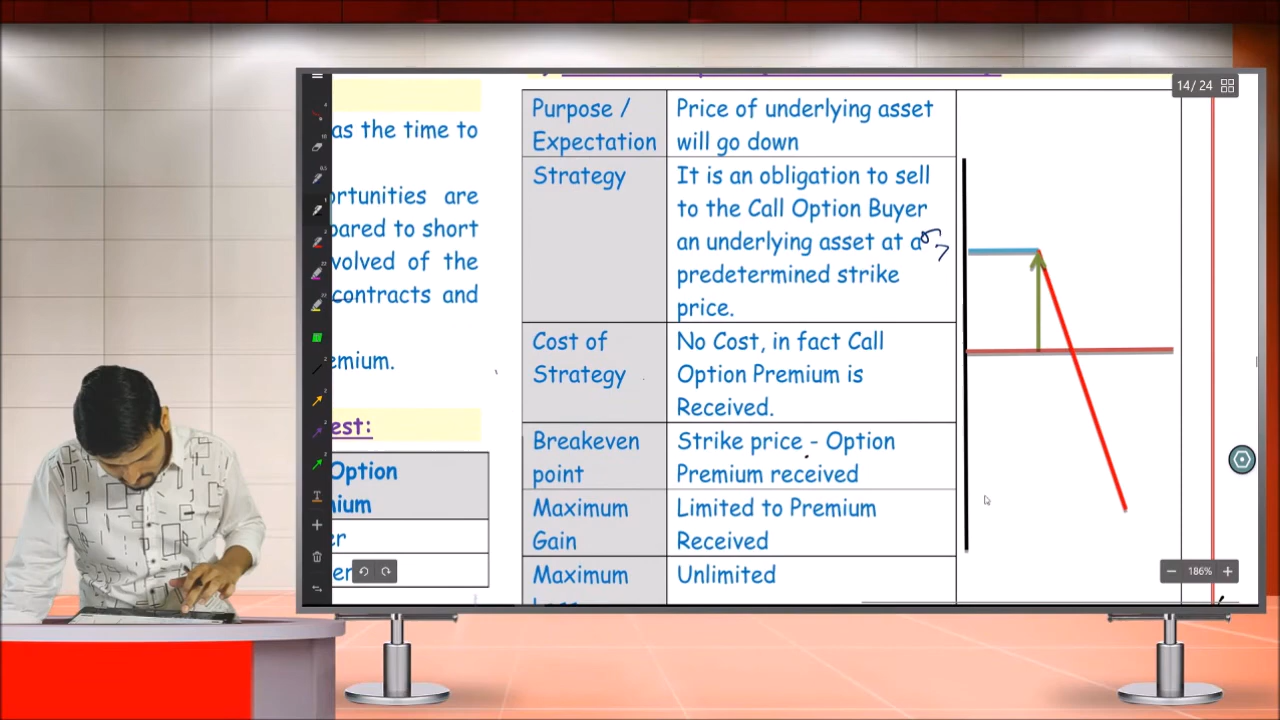 14/ 24
as the time to
ortunities are
pared to short
volved of the
contracts and
emium.
est:
Option
ium
er
er
Purpose / Price of underlying asset
Expectation will go down
Strategy It is an obligation to sell
to the Call Option Buyer
an underlying asset at a
predetermined strike
price.
Cost of No Cost, in fact Call
Strategy Option Premium is
Received.
Breakeven Strike price - Option
point Premium received
Maximum Limited to Premium
Gain Received
Maximum Unlimited
186%